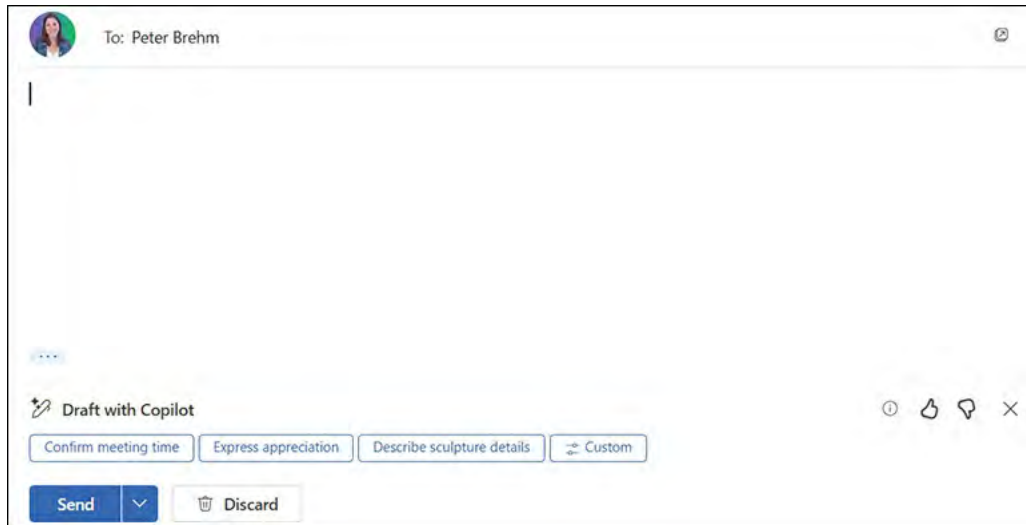 To: Peter Brehm
...
Draft with Copilot
Confirm meeting time Express appreciation Describe sculpture details Custom
Send Discard